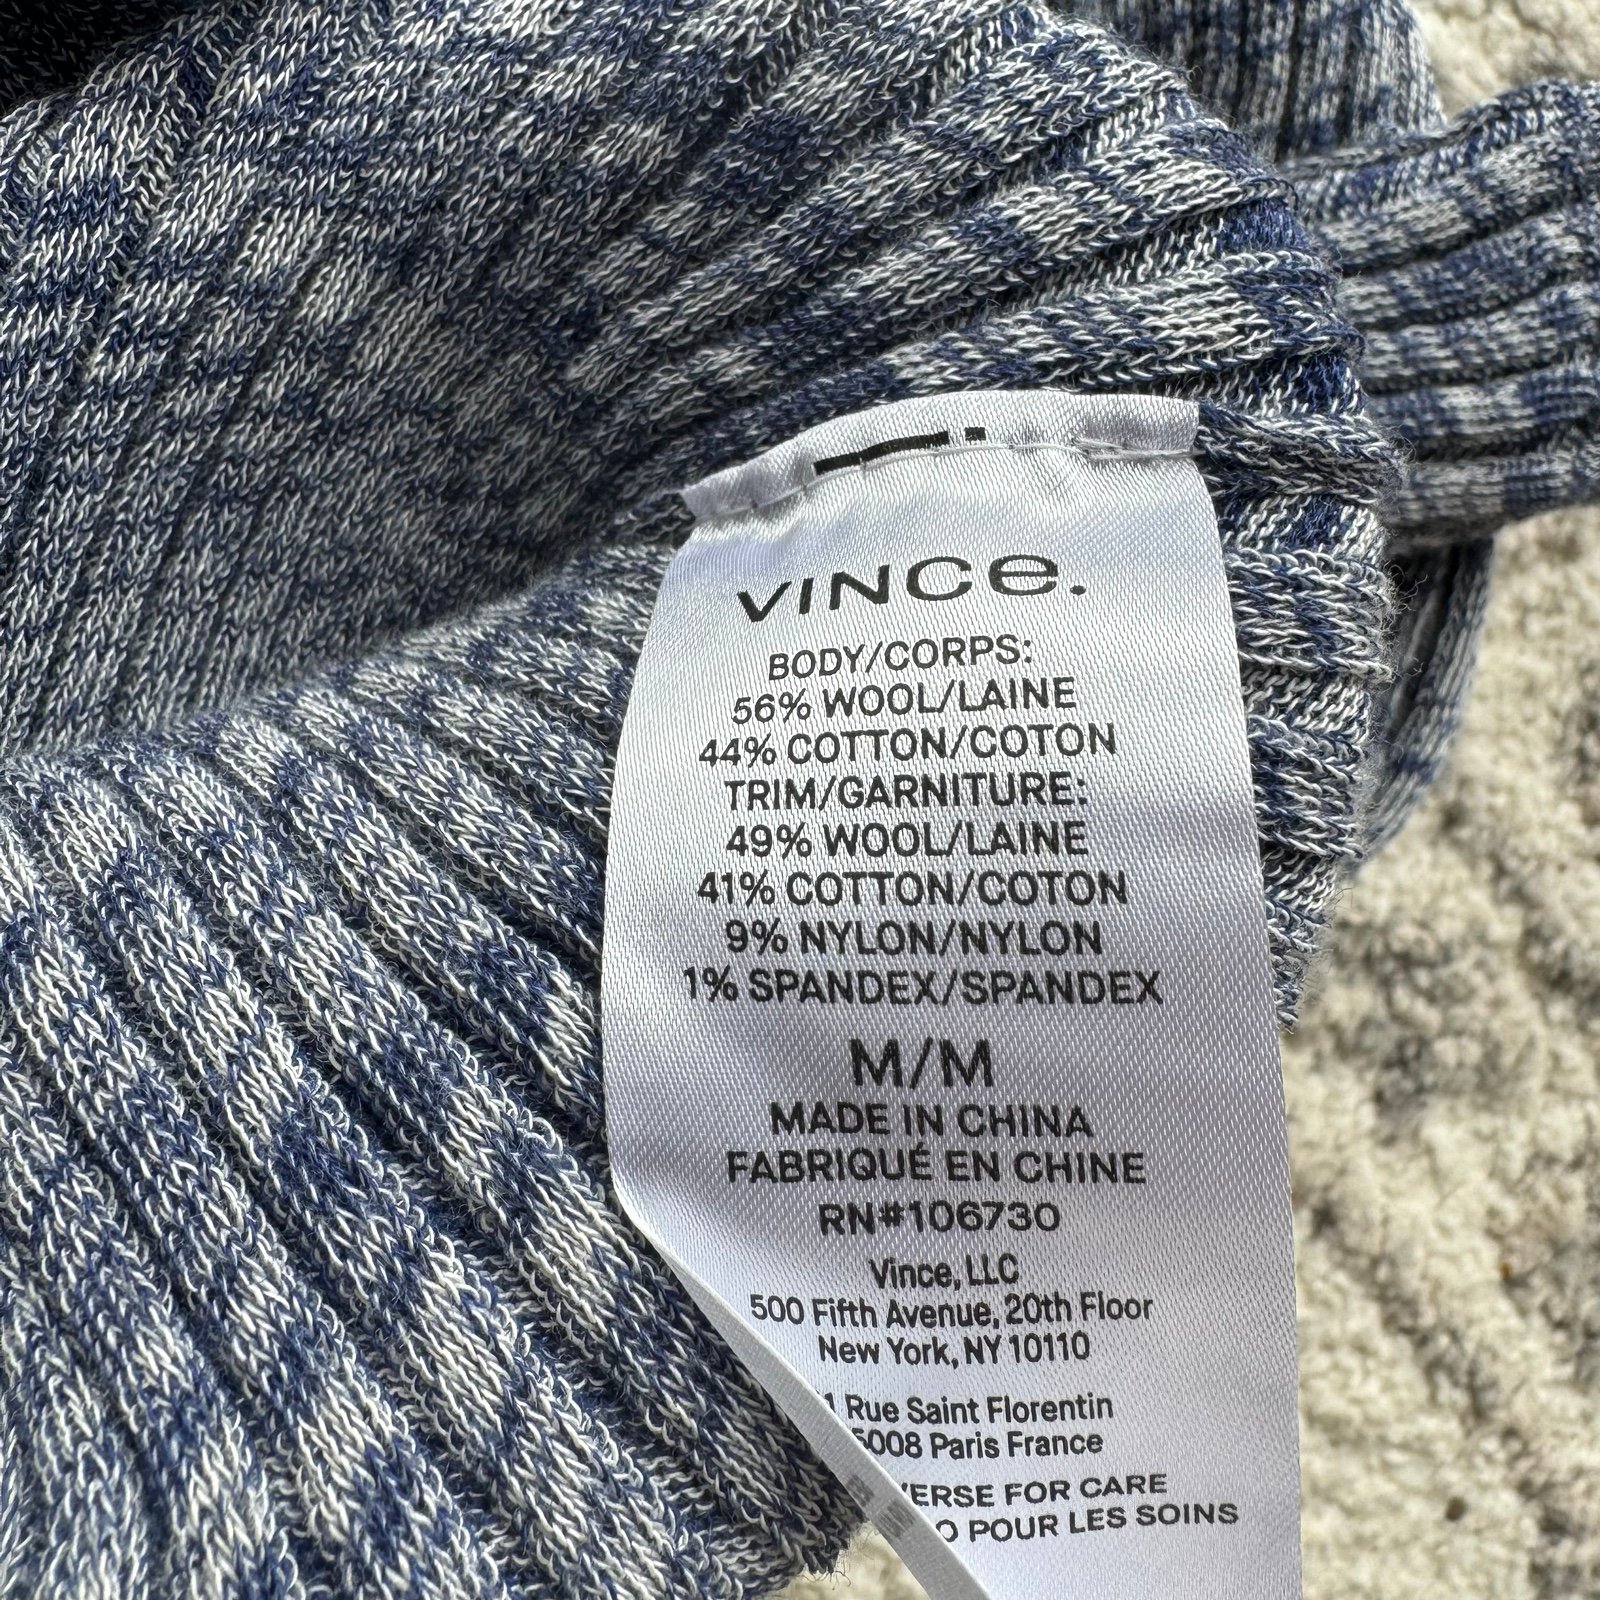 VINCe.
BODY/CORPS:
56% WOOL/LAINE
44% COTTON/COTON
TRIM/GARNITURE:
49% WOOL/LAINE
41% COTTON/COTON
9% NYLON/NYLON
1% SPANDEX/SPANDEX
M/M
MADE IN CHINA
FABRIQUÉ EN CHINE
RN#106730
Vince, LLC
500 Fifth Avenue, 20th Floor
New York, NY 10110
Rue Saint Florentin
Paris France
FOR CARE
POUR LES SOINS